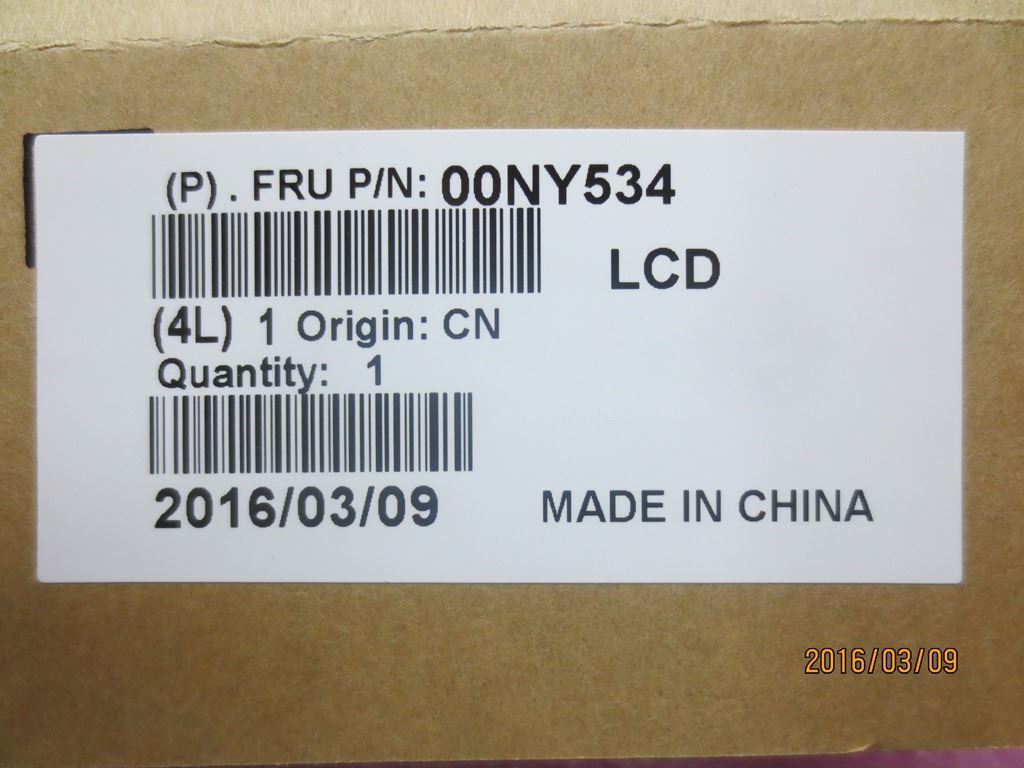 (P) . FRU P/N: 00NY534
LCD
(4L) 1 Origin: CN
Quantity: 1
2016/03/09
MADE IN CHINA
2016/03/09